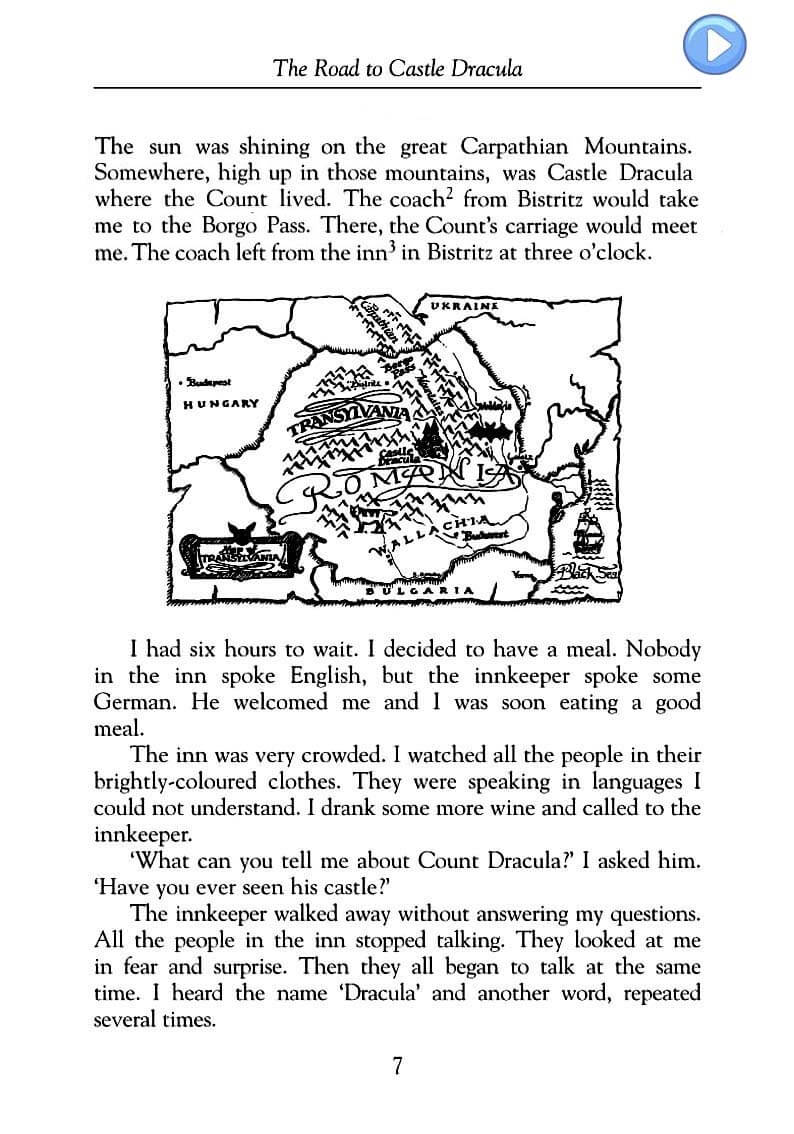 The Road to Castle Dracula
The sun was shining on the great Carpathian Mountains.
Somewhere, high up in those mountains, was Castle Dracula
where the Count lived. The coach² from Bistritz would take
me to the Borgo Pass. There, the Count's carriage would meet
me. The coach left from the inn³ in Bistritz at three o'clock.
UKRAINE
Carpathian
Borgo
Pass
Budapest
Bistritz
HUNGARY
Mountains
TRANSYLVANIA
Castle
Dracula
ROMANIA
WALLACHIA
Bucharest
MAP of
TRANSYLVANIA
Black Sea
BULGARIA
I had six hours to wait. I decided to have a meal. Nobody
in the inn spoke English, but the innkeeper spoke some
German. He welcomed me and I was soon eating a good
meal.
The inn was very crowded. I watched all the people in their
brightly-coloured clothes. They were speaking in languages I
could not understand. I drank some more wine and called to the
innkeeper.
‘What can you tell me about Count Dracula?’ I asked him.
‘Have you ever seen his castle?’
The innkeeper walked away without answering my questions.
All the people in the inn stopped talking. They looked at me
in fear and surprise. Then they all began to talk at the same
time. I heard the name ‘Dracula’ and another word, repeated
several times.
7